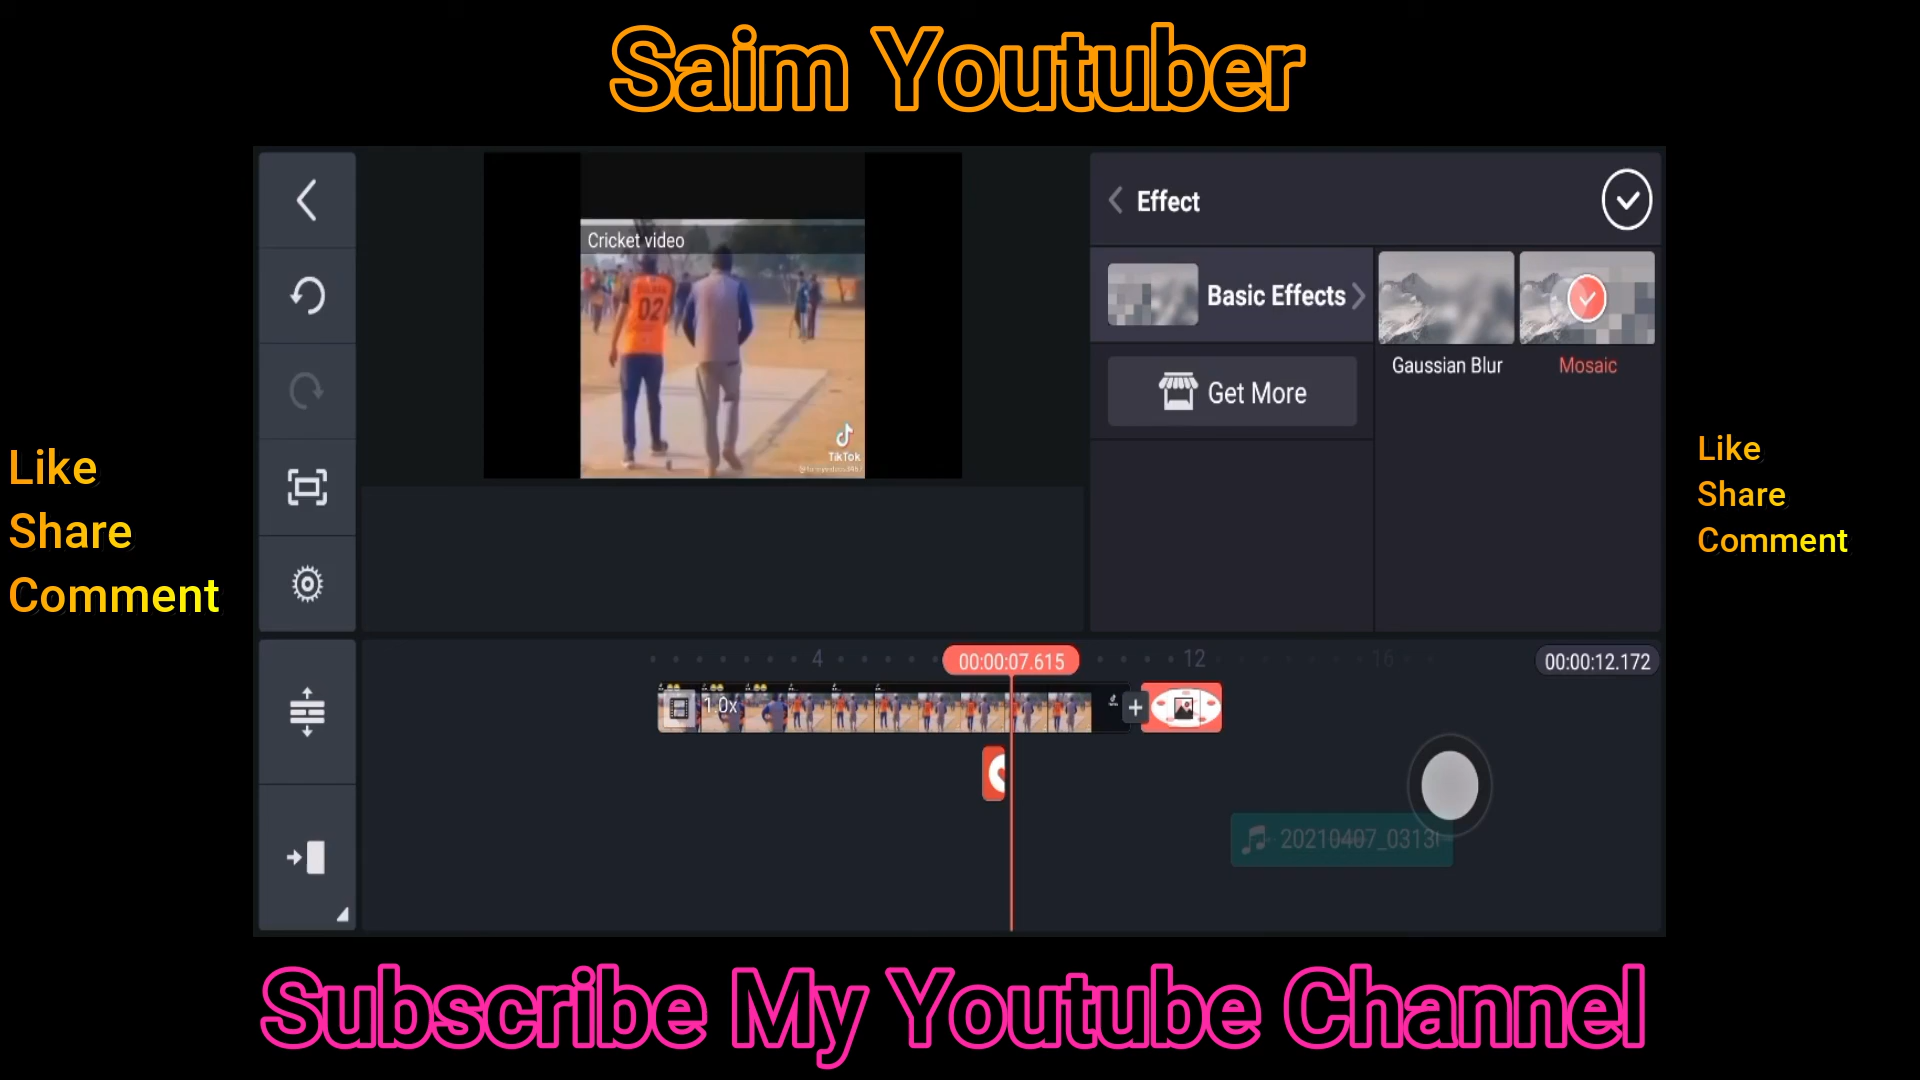 Saim Youtuber
Effect
Cricket video
02
Basic Effects
Get More
Gaussian Blur
Mosaic
TikTok
Like
Share
Comment
Like
Share
Comment
4
00:00:07.615
12
16
00:00:12.172
1.0x
20210407_0313
Subscribe My Youtube Channel